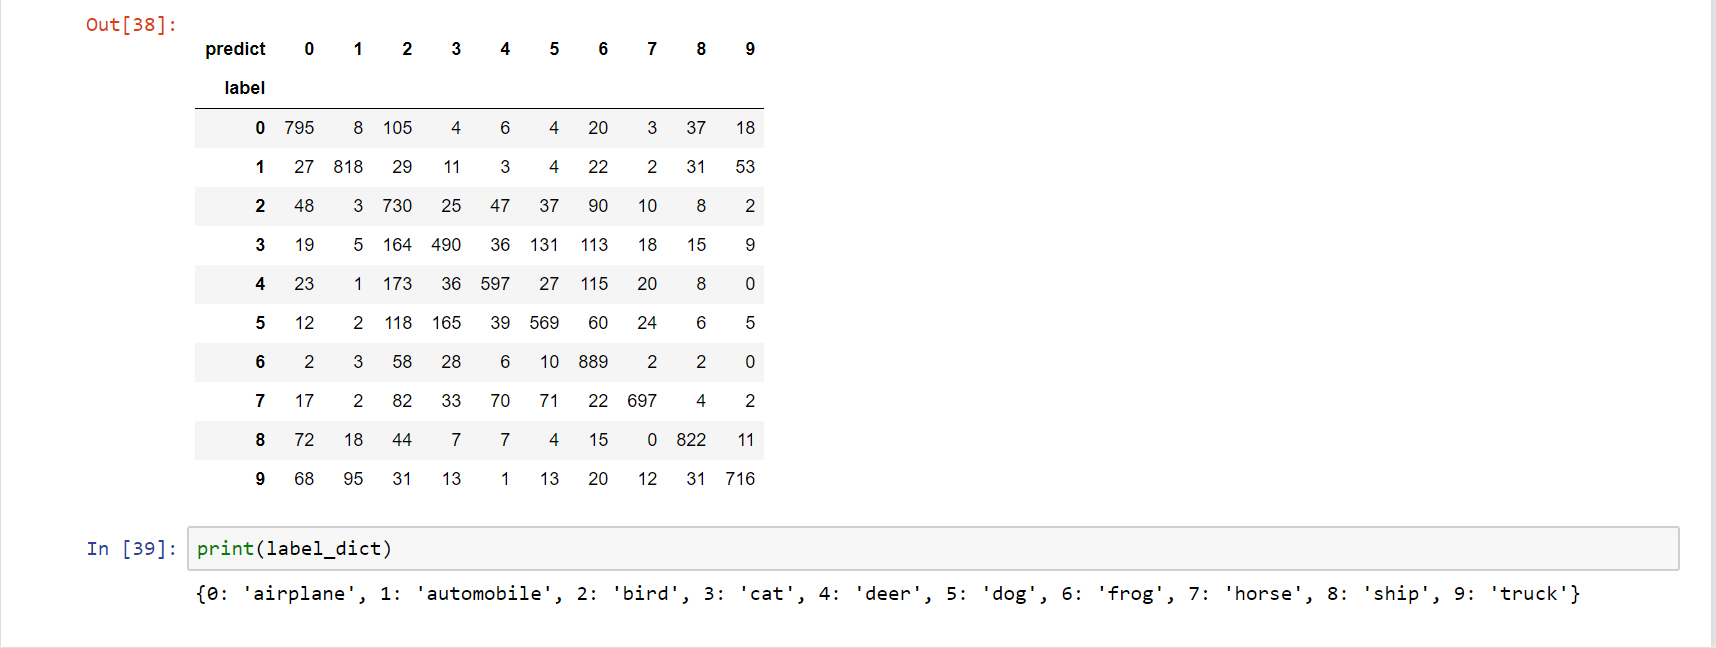 Out[38]:
predict 0 1 2 3 4 5 6 7 8 9
label
0 795 8 105 4 6 4 20 3 37 18
1 27 818 29 11 3 4 22 2 31 53
2 48 3 730 25 47 37 90 10 8 2
3 19 5 164 490 36 131 113 18 15 9
4 23 1 173 36 597 27 115 20 8 0
5 12 2 118 165 39 569 60 24 6 5
6 2 3 58 28 6 10 889 2 2 0
7 17 2 82 33 70 71 22 697 4 2
8 72 18 44 7 7 4 15 0 822 11
9 68 95 31 13 1 13 20 12 31 716
In [39]: print(label_dict)
{0: 'airplane', 1: 'automobile', 2: 'bird', 3: 'cat', 4: 'deer', 5: 'dog', 6: 'frog', 7: 'horse', 8: 'ship', 9: 'truck'}